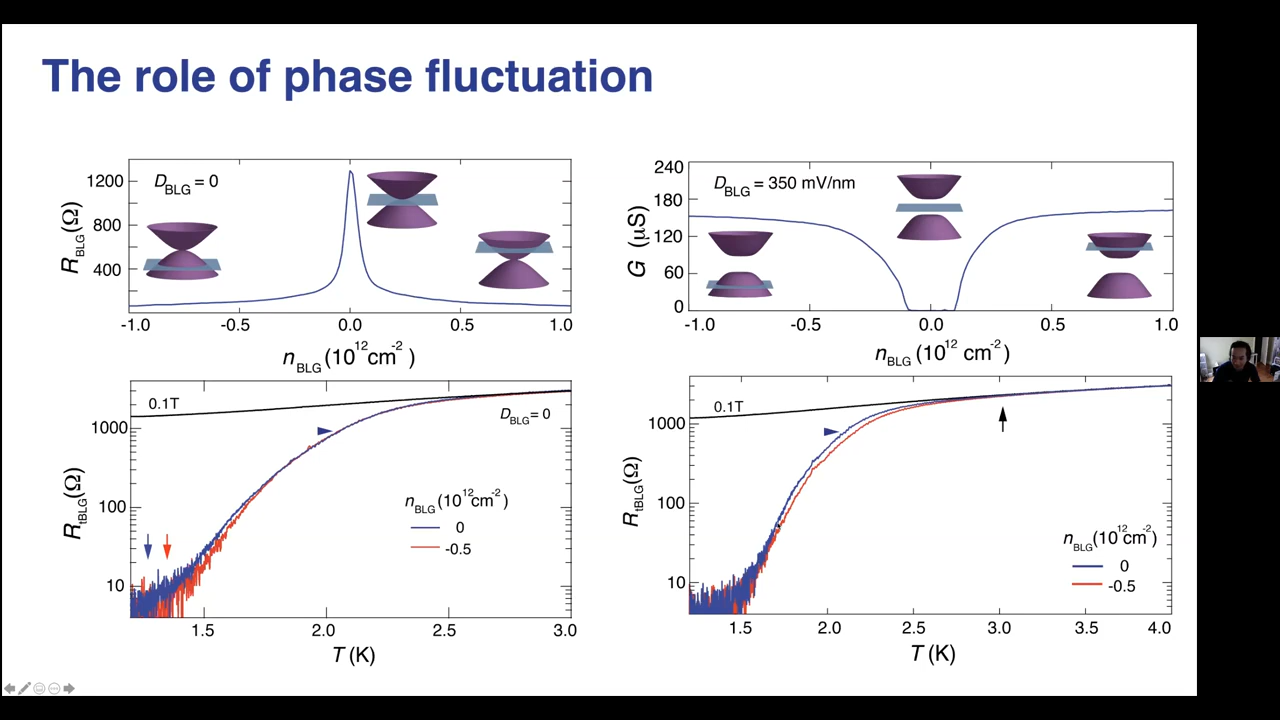 The role of phase fluctuation
D_BLG = 0
R_BLG (Ω)
1200
800
400
-1.0 -0.5 0.0 0.5 1.0
n_BLG (10^12 cm^-2)
D_BLG = 350 mV/nm
G (μS)
240
180
120
60
0
-1.0 -0.5 0.0 0.5 1.0
n_BLG (10^12 cm^-2)
0.1T
D_BLG = 0
R_tBLG (Ω)
1000
100
10
n_BLG (10^12 cm^-2)
0
-0.5
1.5 2.0 2.5 3.0
T (K)
0.1T
R_tBLG (Ω)
1000
100
10
n_BLG (10^12 cm^-2)
0
-0.5
1.5 2.0 2.5 3.0 3.5 4.0
T (K)